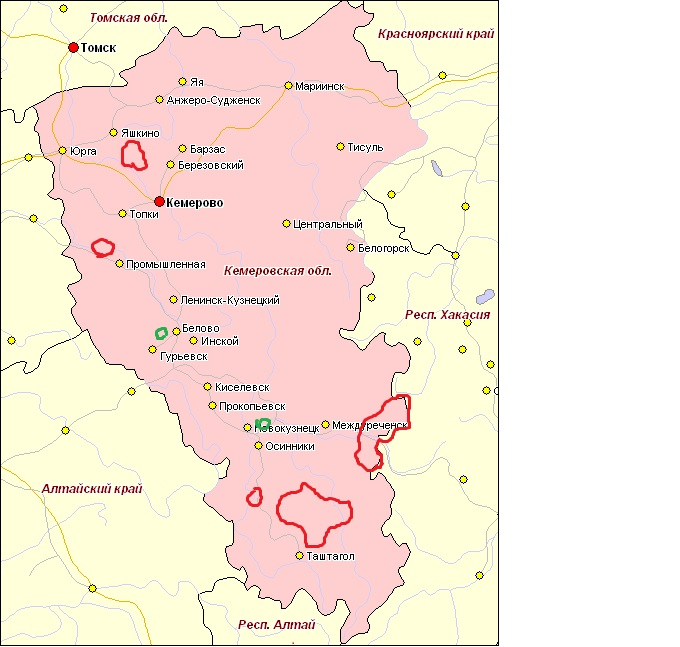 Томская обл.
Красноярский край
Томск
Яя
Мариинск
Анжеро-Судженск
Яшкино
Юрга
Барзас
Тисуль
Березовский
Кемерово
Топки
Центральный
Белогорск
Промышленная
Кемеровская обл.
Ленинск-Кузнецкий
Респ. Хакасия
Белово
Инской
Гурьевск
Киселевск
Прокопьевск
Новокузнецк
Междуреченск
Осинники
Алтайский край
Таштагол
Респ. Алтай